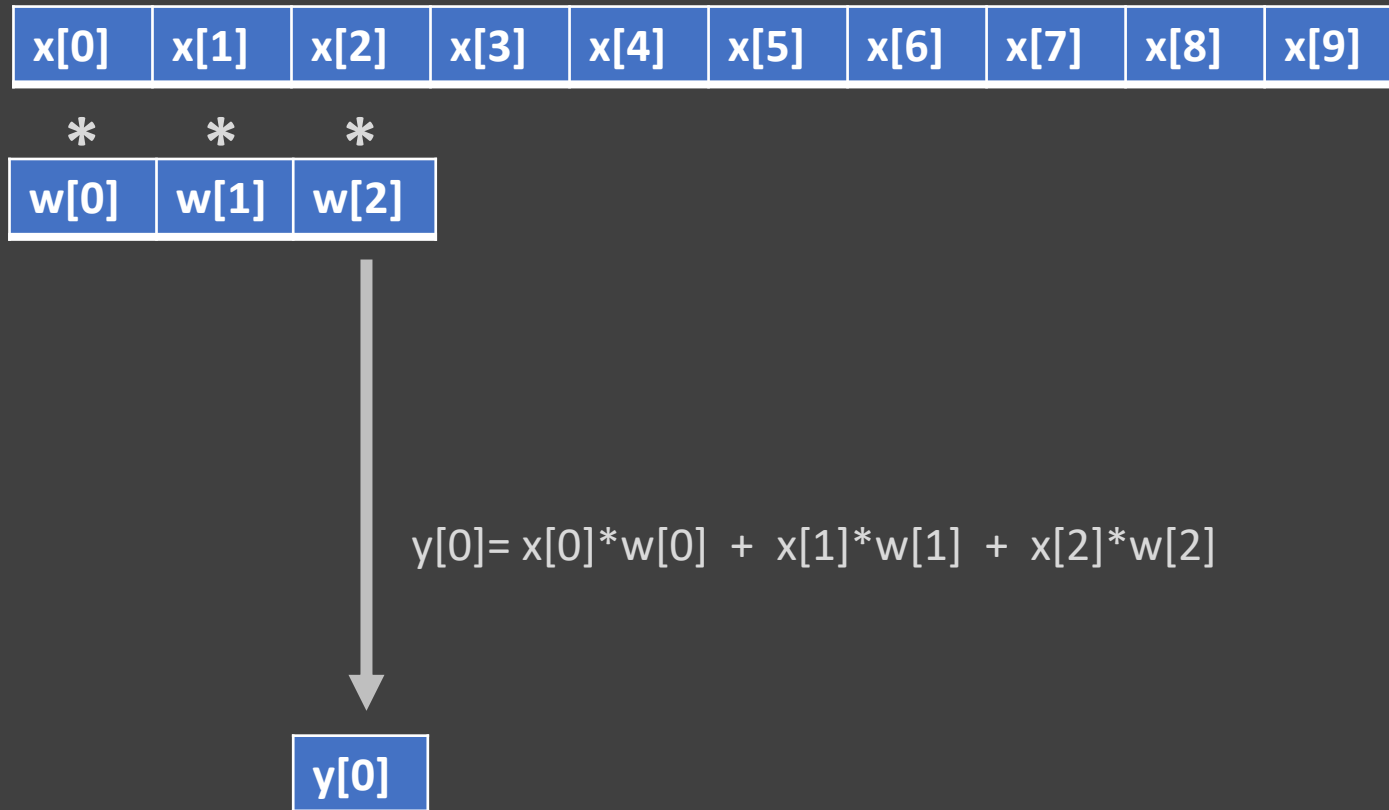 x[0] x[1] x[2] x[3] x[4] x[5] x[6] x[7] x[8] x[9]
* * *
w[0] w[1] w[2]
y[0]= x[0]*w[0] + x[1]*w[1] + x[2]*w[2]
y[0]